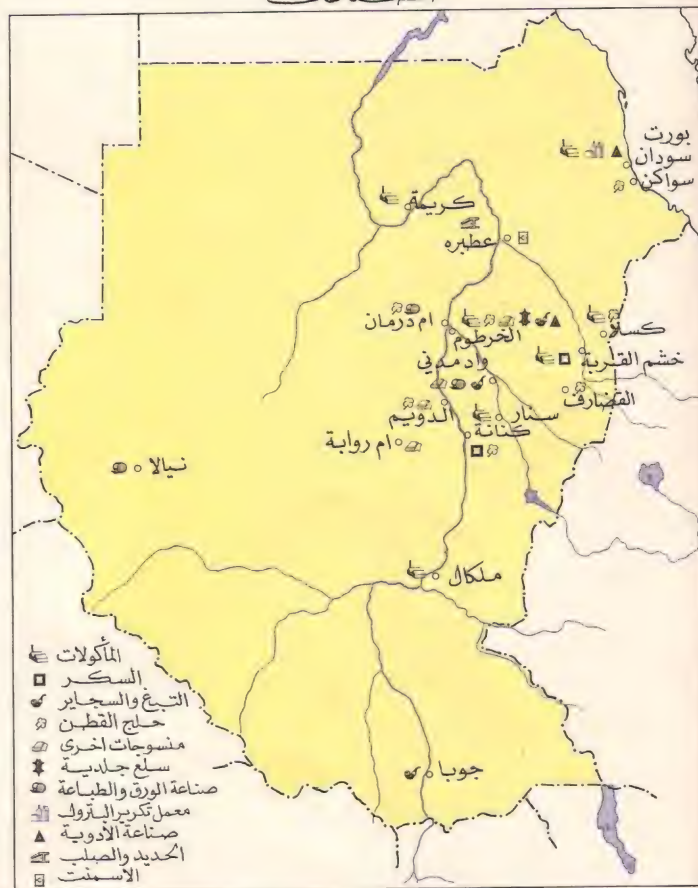 بورت
سودان
سواكن
كريمة
عطبره
ام درمان
الخرطوم
كسلا
خشم القربة
واد مدني
القضارف
سنار
الدويم
كنانة
ام روابة
نيالا
ملكال
جوبا
المأكولات
السكر
التبغ والسجاير
حلج القطن
منسوجات اخرى
سلع جلدية
صناعة الورق والطباعة
معمل تكرير البترول
صناعة الأدوية
الحديد والصلب
الاسمنت